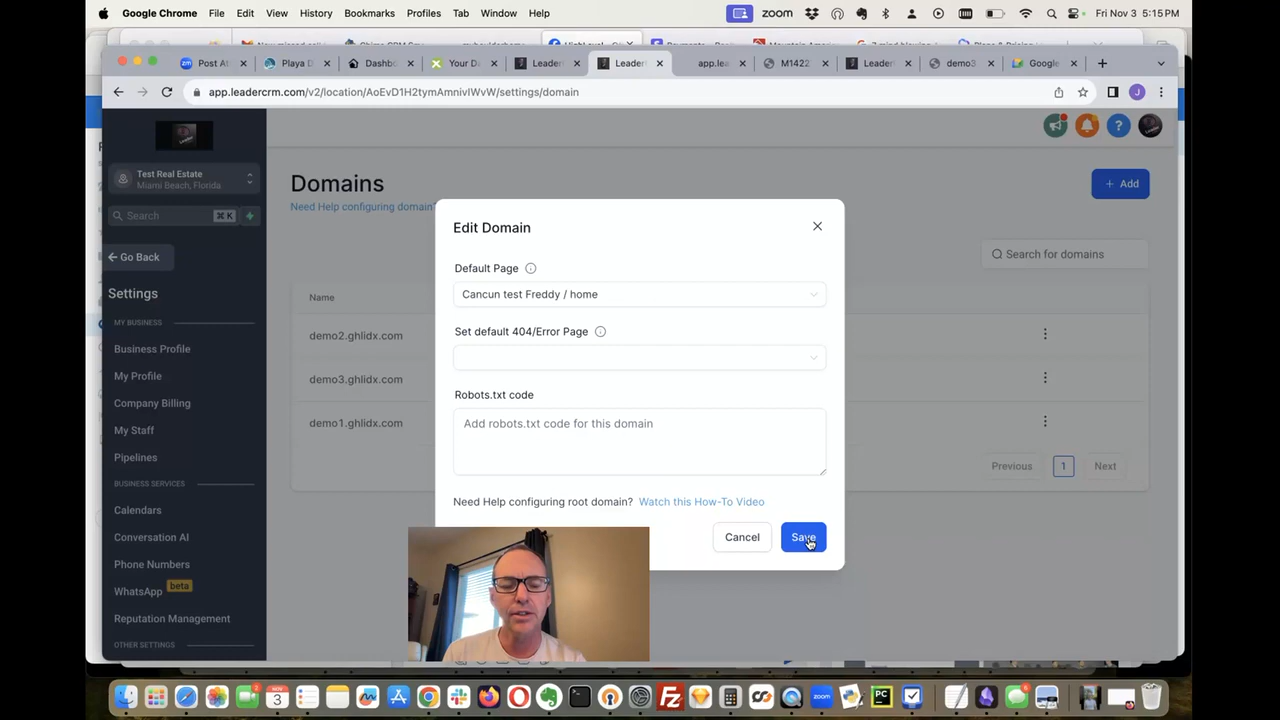 Google Chrome File Edit View History Bookmarks Profiles Tab Window Help zoom Fri Nov 3 5:15 PM
Post A Playa D Dashb Your D Leader Leader app.lea M1422 Leader demo3 Google
app.leadercrm.com/v2/location/AoEvD1H2tymAmnivIWvW/settings/domain
Test Real Estate
Miami Beach, Florida
Search ⌘ K
Go Back
Settings
MY BUSINESS
Business Profile
My Profile
Company Billing
My Staff
Pipelines
BUSINESS SERVICES
Calendars
Conversation AI
Phone Numbers
WhatsApp beta
Reputation Management
OTHER SETTINGS
Domains
+ Add
Need Help configuring domain?
Search for domains
Name
demo2.ghlidx.com
demo3.ghlidx.com
demo1.ghlidx.com
Previous 1 Next
Edit Domain
Default Page
Cancun test Freddy / home
Set default 404/Error Page
Robots.txt code
Add robots.txt code for this domain
Need Help configuring root domain? Watch this How-To Video
Cancel Save